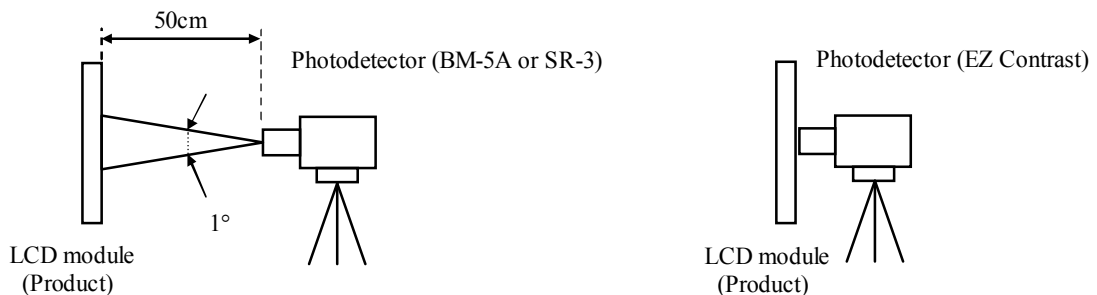 50cm
Photodetector (BM-5A or SR-3)
1°
LCD module
(Product)
Photodetector (EZ Contrast)
LCD module
(Product)